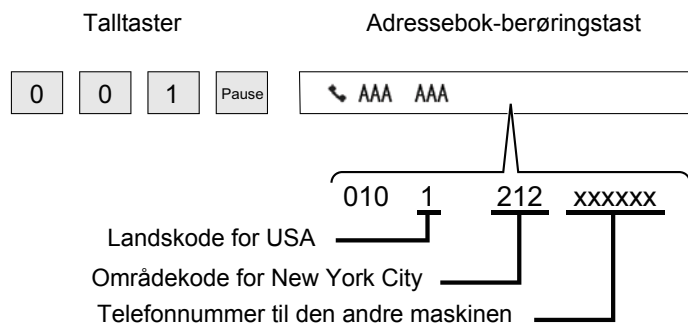 Talltaster Adressebok-berøringstast
0 0 1 Pause AAA AAA
010 1 212 xxxxxx
Landskode for USA
Områdekode for New York City
Telefonnummer til den andre maskinen